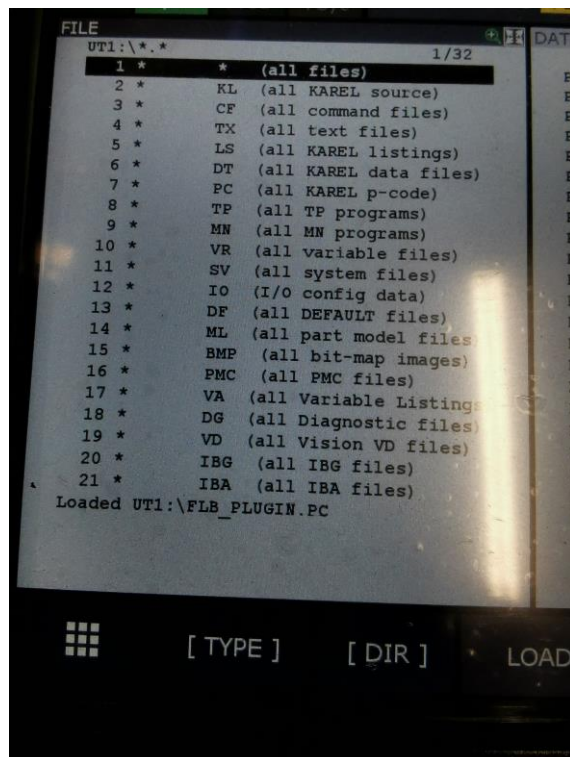 FILE
UT1:\*.* 1/32
DAT
1 * * (all files)
2 * KL (all KAREL source)
3 * CF (all command files)
4 * TX (all text files)
5 * LS (all KAREL listings)
6 * DT (all KAREL data files)
7 * PC (all KAREL p-code)
8 * TP (all TP programs)
9 * MN (all MN programs)
10 * VR (all variable files)
11 * SV (all system files)
12 * IO (I/O config data)
13 * DF (all DEFAULT files)
14 * ML (all part model files
15 * BMP (all bit-map images)
16 * PMC (all PMC files)
17 * VA (all Variable Listings
18 * DG (all Diagnostic files
19 * VD (all Vision VD files)
20 * IBG (all IBG files)
21 * IBA (all IBA files)
Loaded UT1:\FLB_PLUGIN.PC
[ TYPE ] [ DIR ] LOAD